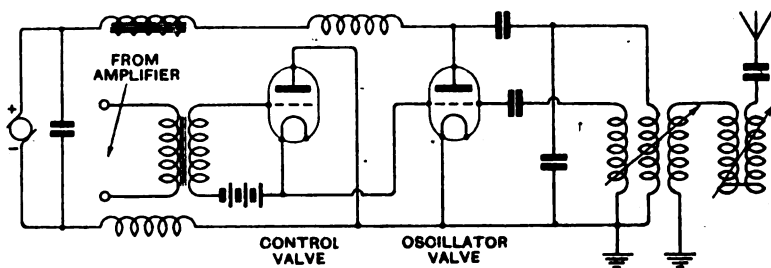 FROM
AMPLIFIER
+
-
CONTROL
VALVE
OSCILLATOR
VALVE